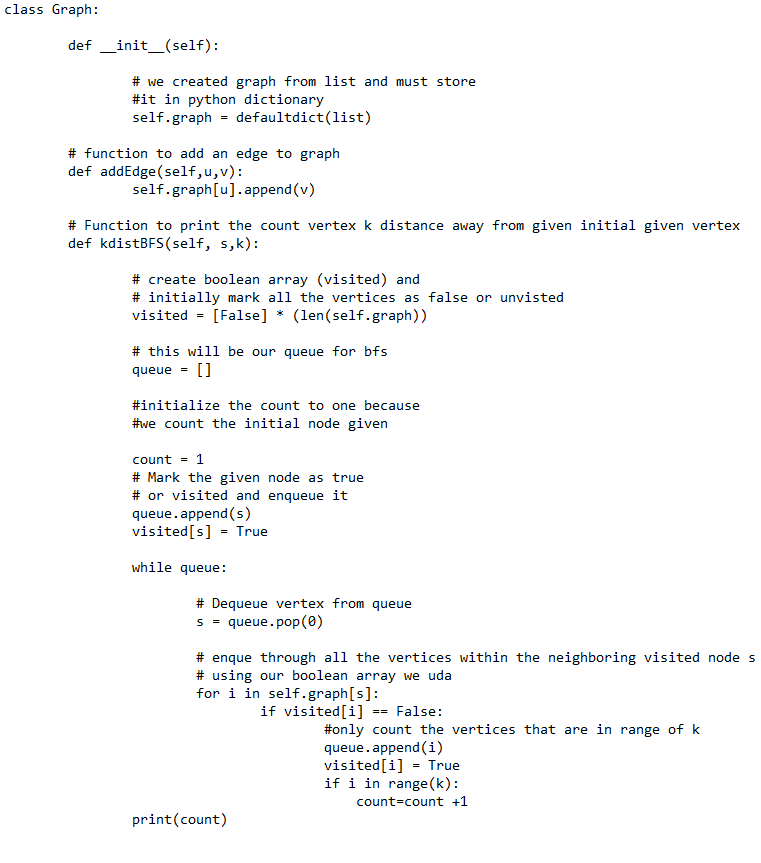 class Graph:
def __init__(self):
# we created graph from list and must store
#it in python dictionary
self.graph = defaultdict(list)
# function to add an edge to graph
def addEdge(self,u,v):
self.graph[u].append(v)
# Function to print the count vertex k distance away from given initial given vertex
def kdistBFS(self, s,k):
# create boolean array (visited) and
# initially mark all the vertices as false or unvisted
visited = [False] * (len(self.graph))
# this will be our queue for bfs
queue = []
#initialize the count to one because
#we count the initial node given
count = 1
# Mark the given node as true
# or visited and enqueue it
queue.append(s)
visited[s] = True
while queue:
# Dequeue vertex from queue
s = queue.pop(0)
# enque through all the vertices within the neighboring visited node s
# using our boolean array we uda
for i in self.graph[s]:
if visited[i] == False:
#only count the vertices that are in range of k
queue.append(i)
visited[i] = True
if i in range(k):
count=count +1
print(count)